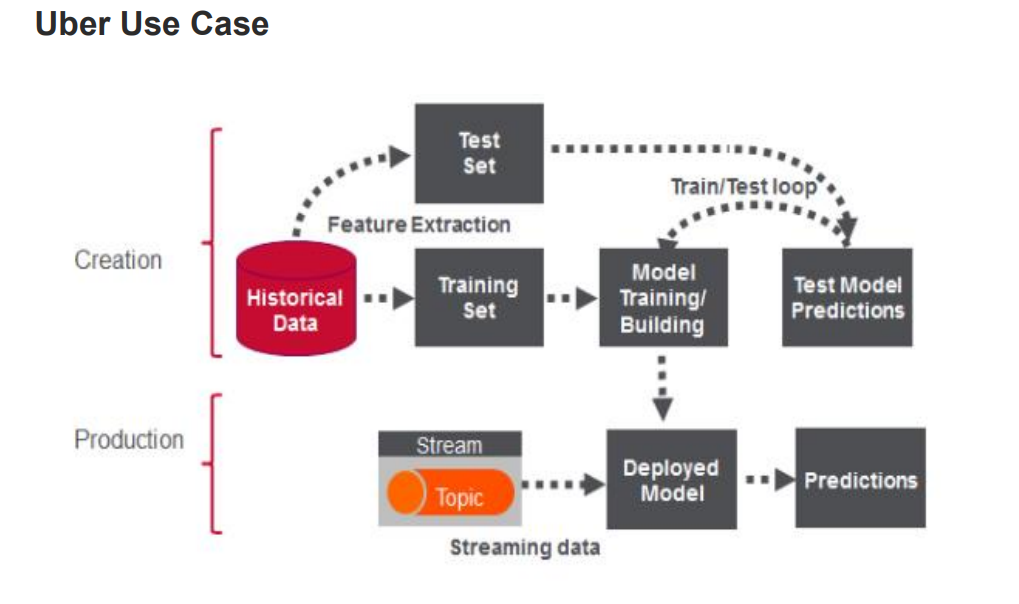 Uber Use Case
Test
Set
Train/Test loop
Feature Extraction
Creation
Historical
Data
Training
Set
Model
Training/
Building
Test Model
Predictions
Production
Stream
Topic
Deployed
Model
Predictions
Streaming data